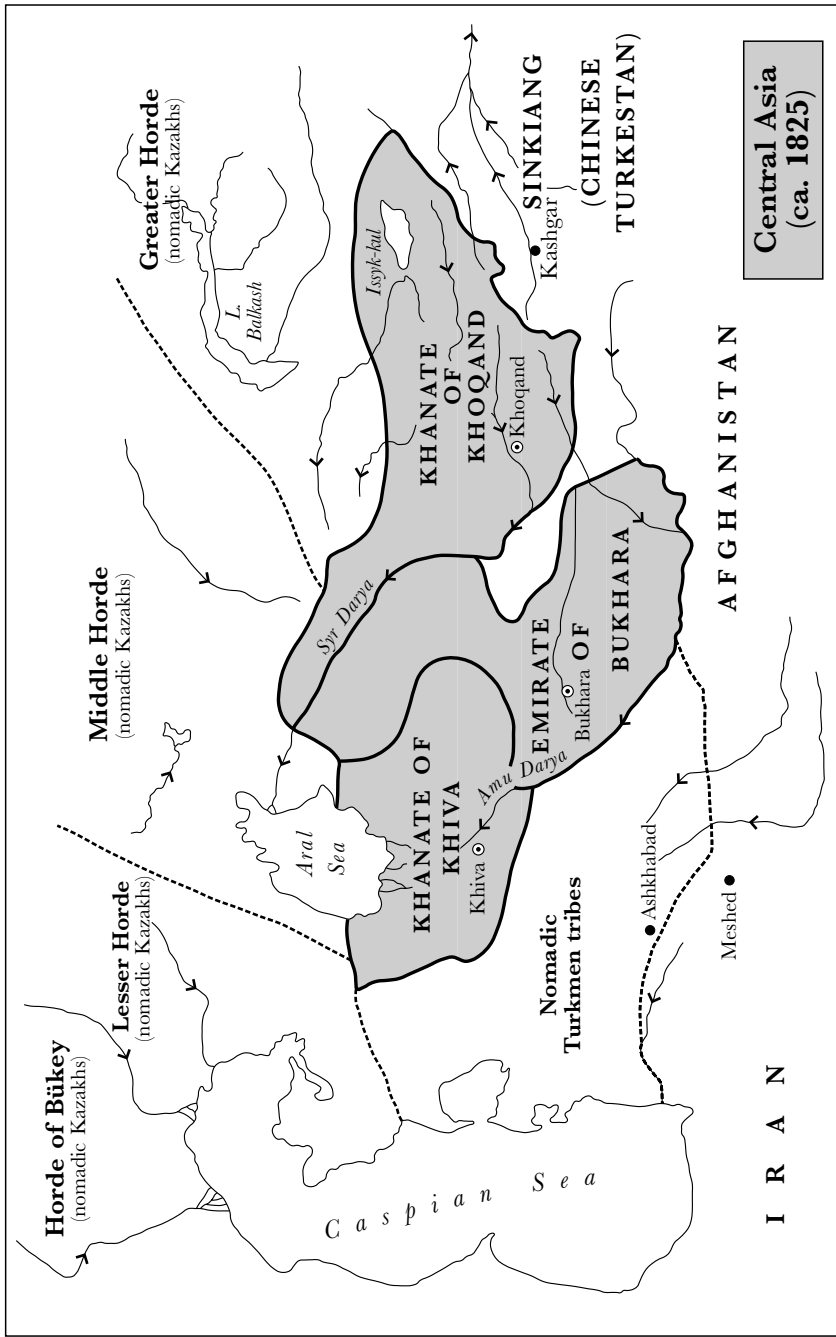 Horde of Bükey
(nomadic Kazakhs)
Lesser Horde
(nomadic Kazakhs)
Middle Horde
(nomadic Kazakhs)
Greater Horde
(nomadic Kazakhs)
L.
Balkash
Issyk-kul
Aral
Sea
Syr Darya
KHANATE OF
KHIVA
Khiva
Amu Darya
KHANATE
OF
KHOQAND
Khoqand
EMIRATE
OF
BUKHARA
Bukhara
SINKIANG
(CHINESE
TURKESTAN)
Kashgar
Caspian Sea
Nomadic
Turkmen tribes
Ashkhabad
Meshed
IRAN
AFGHANISTAN
Central Asia
(ca. 1825)